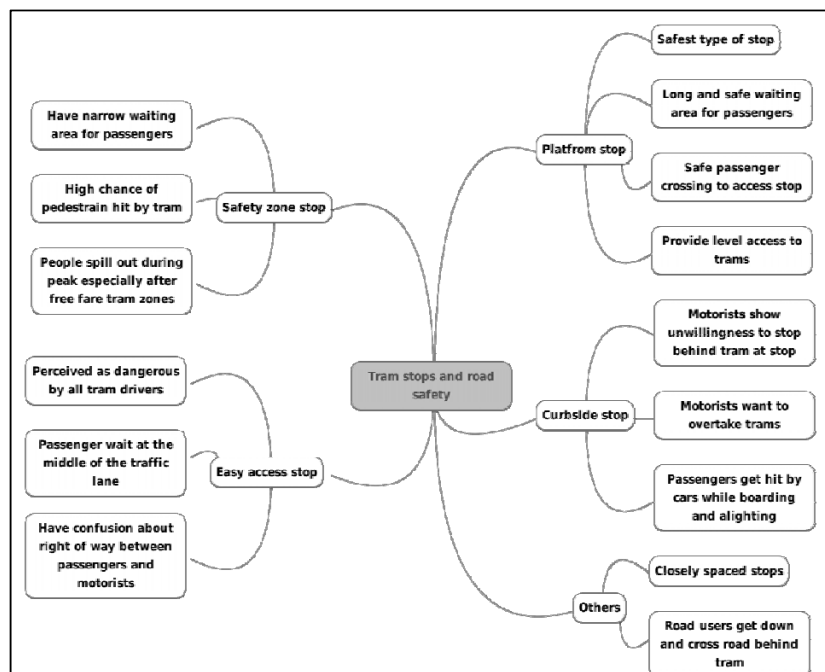 Tram stops and road
safety
Safety zone stop
Have narrow waiting
area for passengers
High chance of
pedestrain hit by tram
People spill out during
peak especially after
free fare tram zones
Easy access stop
Perceived as dangerous
by all tram drivers
Passenger wait at the
middle of the traffic
lane
Have confusion about
right of way between
passengers and
motorists
Platfrom stop
Safest type of stop
Long and safe waiting
area for passengers
Safe passenger
crossing to access stop
Provide level access to
trams
Curbside stop
Motorists show
unwillingness to stop
behind tram at stop
Motorists want to
overtake trams
Passengers get hit by
cars while boarding
and alighting
Others
Closely spaced stops
Road users get down
and cross road behind
tram